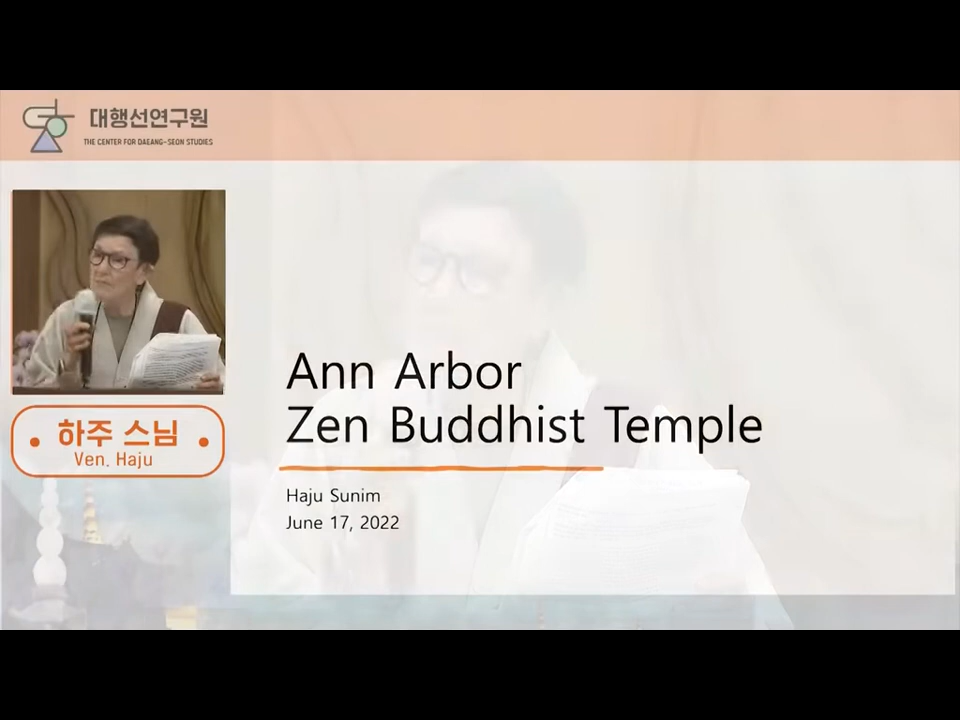 대행선연구원
THE CENTER FOR DAEANG-SEON STUDIES
하주 스님
Ven. Haju
Ann Arbor
Zen Buddhist Temple
Haju Sunim
June 17, 2022